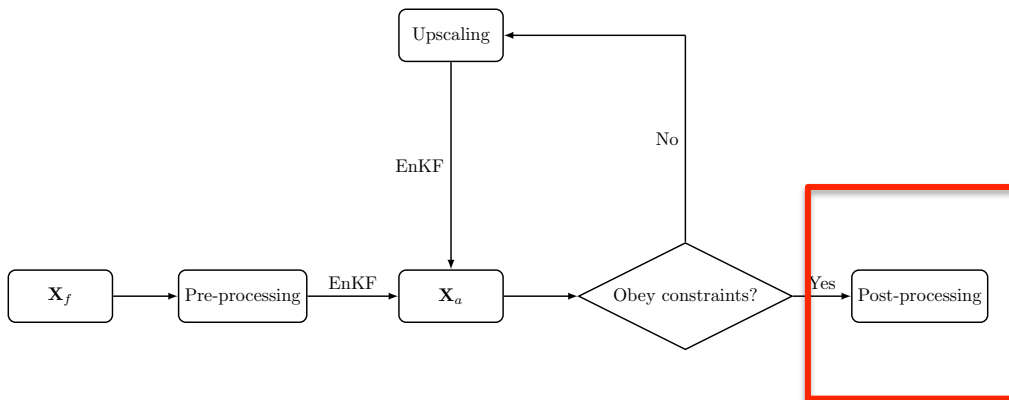 Upscaling
No
EnKF
Yes
EnKF
X_f
Pre-processing
X_a
Obey constraints?
Post-processing